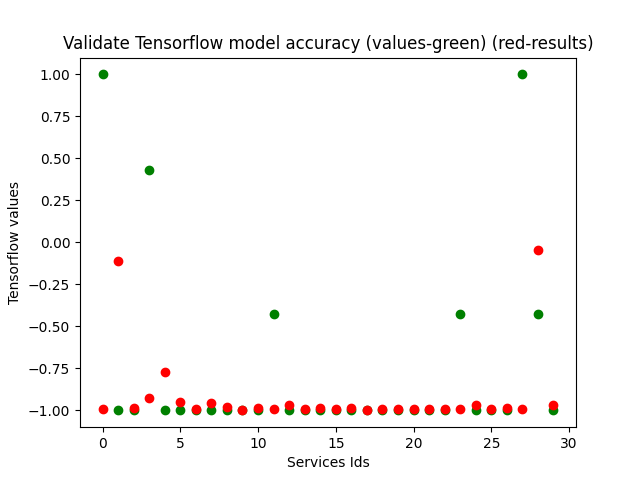 Validate Tensorflow model accuracy (values-green) (red-results)
1.00
0.75
0.50
0.25
0.00
−0.25
−0.50
−0.75
−1.00
Tensorflow values
0 5 10 15 20 25 30
Services Ids